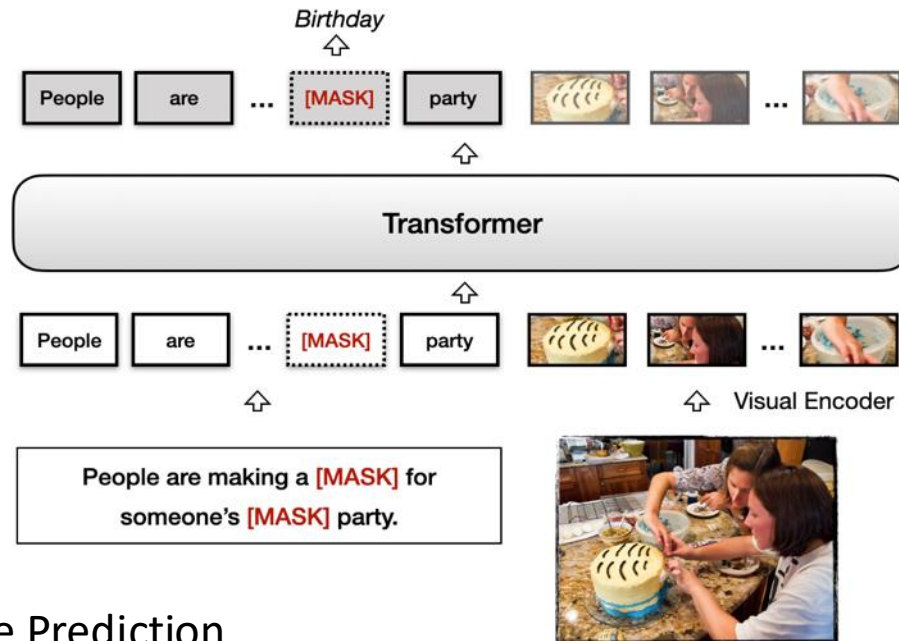 Birthday
People are ... [MASK] party ...
Transformer
People are ... [MASK] party ...
Visual Encoder
People are making a [MASK] for
someone's [MASK] party.
e Prediction